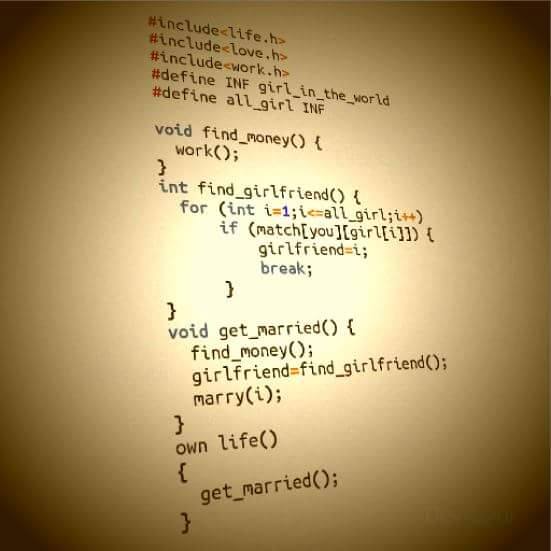 #include<life.h>
#include<love.h>
#include<work.h>
#define INF girl_in_the_world
#define all_girl INF
void find_money() {
work();
}
int find_girlfriend() {
for (int i=1;i<=all_girl;i++)
if (match[you][girl[i]]) {
girlfriend=i;
break;
}
}
void get_married() {
find_money();
girlfriend=find_girlfriend();
marry(i);
}
own life()
{
get_married();
}